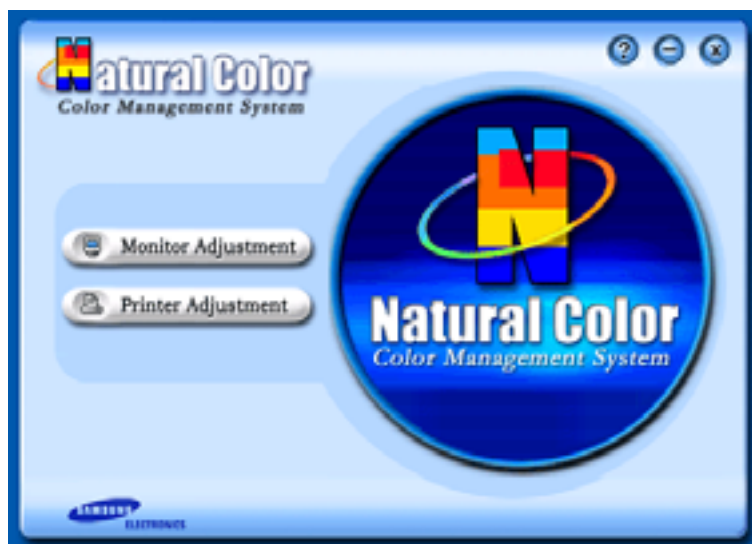 Natural Color
Color Management System
?
Monitor Adjustment
Printer Adjustment
N
Natural Color
Color Management System
SAMSUNG
ELECTRONICS